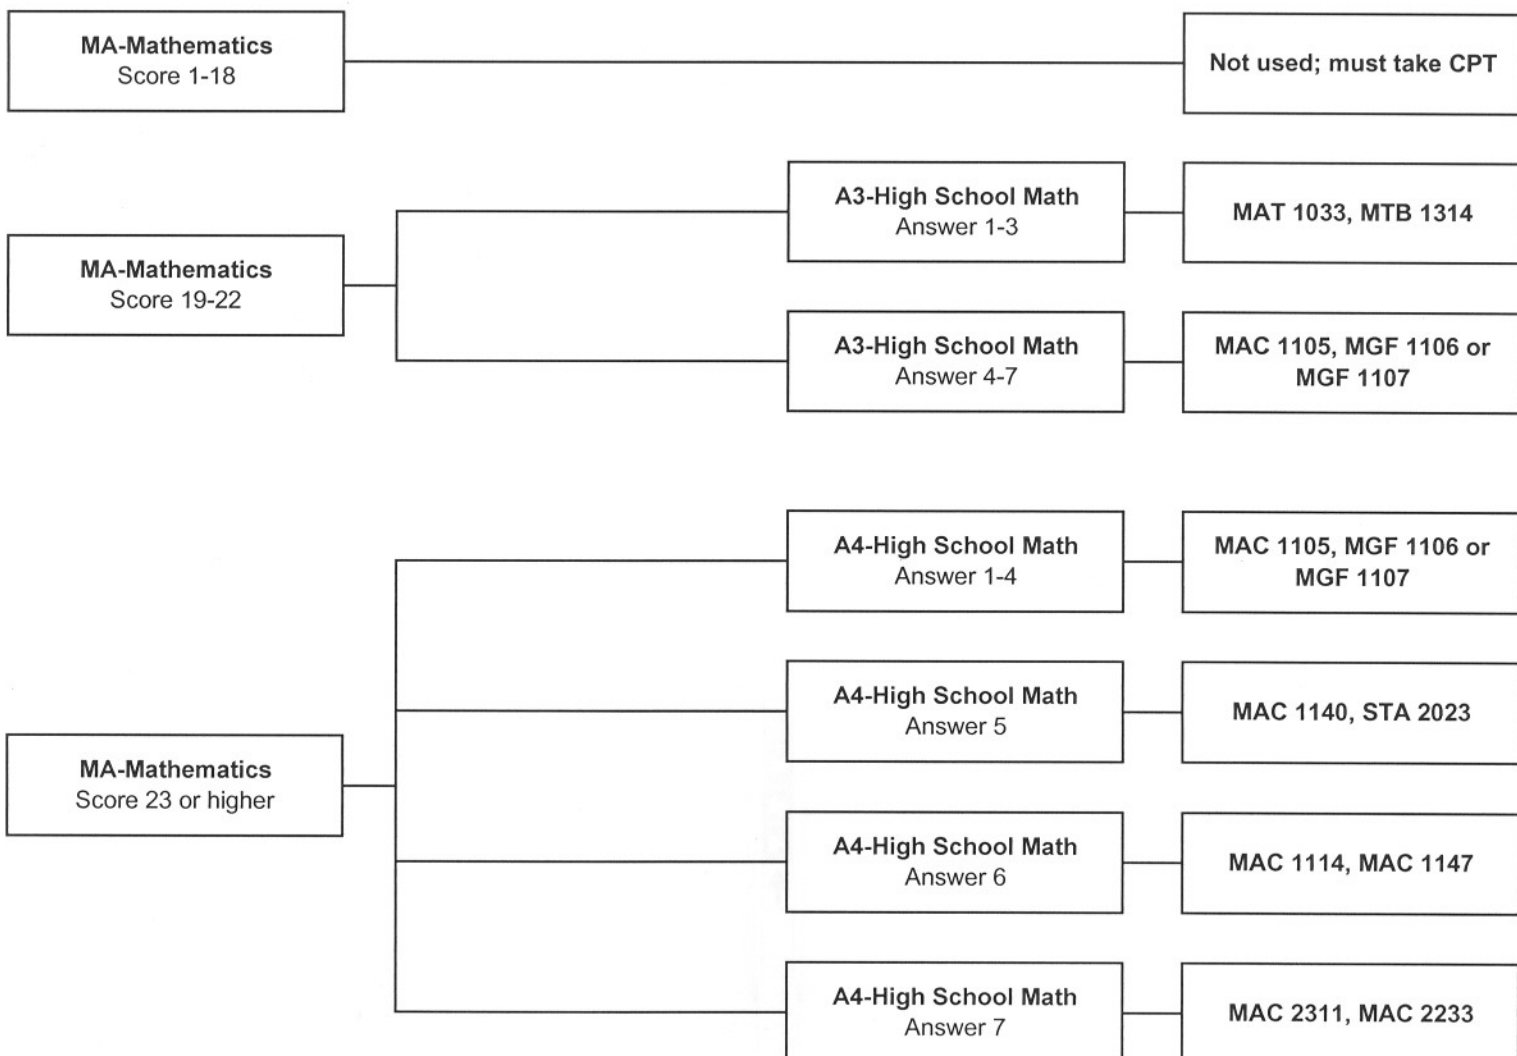 MA-Mathematics
Score 1-18
Not used; must take CPT
MA-Mathematics
Score 19-22
A3-High School Math
Answer 1-3
MAT 1033, MTB 1314
A3-High School Math
Answer 4-7
MAC 1105, MGF 1106 or
MGF 1107
MA-Mathematics
Score 23 or higher
A4-High School Math
Answer 1-4
MAC 1105, MGF 1106 or
MGF 1107
A4-High School Math
Answer 5
MAC 1140, STA 2023
A4-High School Math
Answer 6
MAC 1114, MAC 1147
A4-High School Math
Answer 7
MAC 2311, MAC 2233